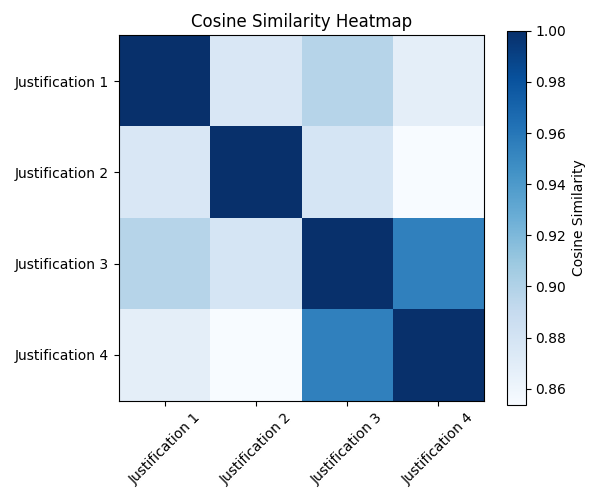 Cosine Similarity Heatmap
Justification 1
Justification 2
Justification 3
Justification 4
Justification 1
Justification 2
Justification 3
Justification 4
1.00
0.98
0.96
0.94
0.92
0.90
0.88
0.86
Cosine Similarity